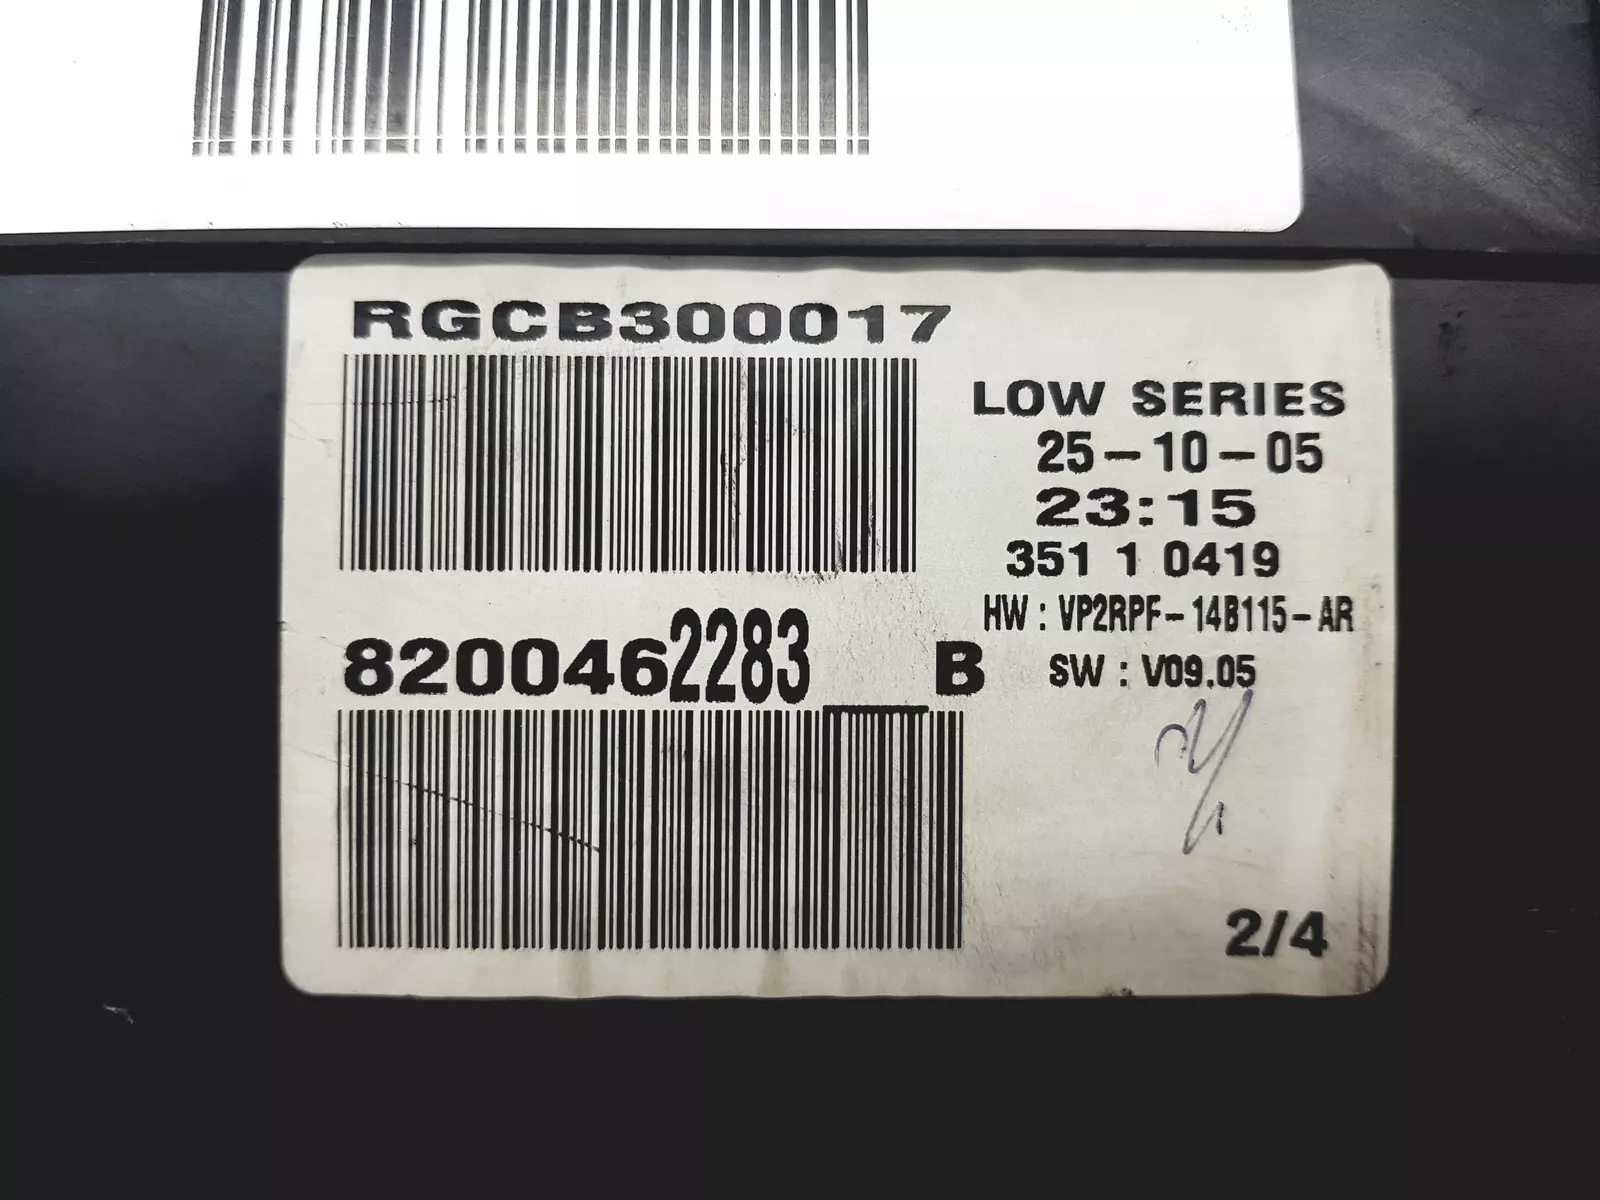 RGCB300017
LOW SERIES
25-10-05
23:15
351 1 0419
HW : VP2RPF-14B115-AR
8200462283 B
SW : V09.05
2/4